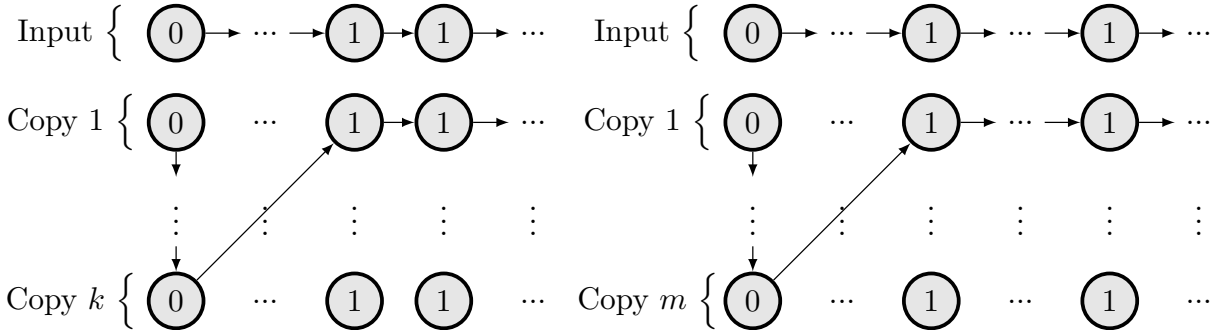 Input { 0 ... 1 1 ... Input { 0 ... 1 ... 1 ...
Copy 1 { 0 ... 1 1 ... Copy 1 { 0 ... 1 ... 1 ...
⋮ ⋮ ⋮ ⋮ ⋮ ⋮ ⋮ ⋮ ⋮ ⋮ ⋮
Copy k { 0 ... 1 1 ... Copy m { 0 ... 1 ... 1 ...